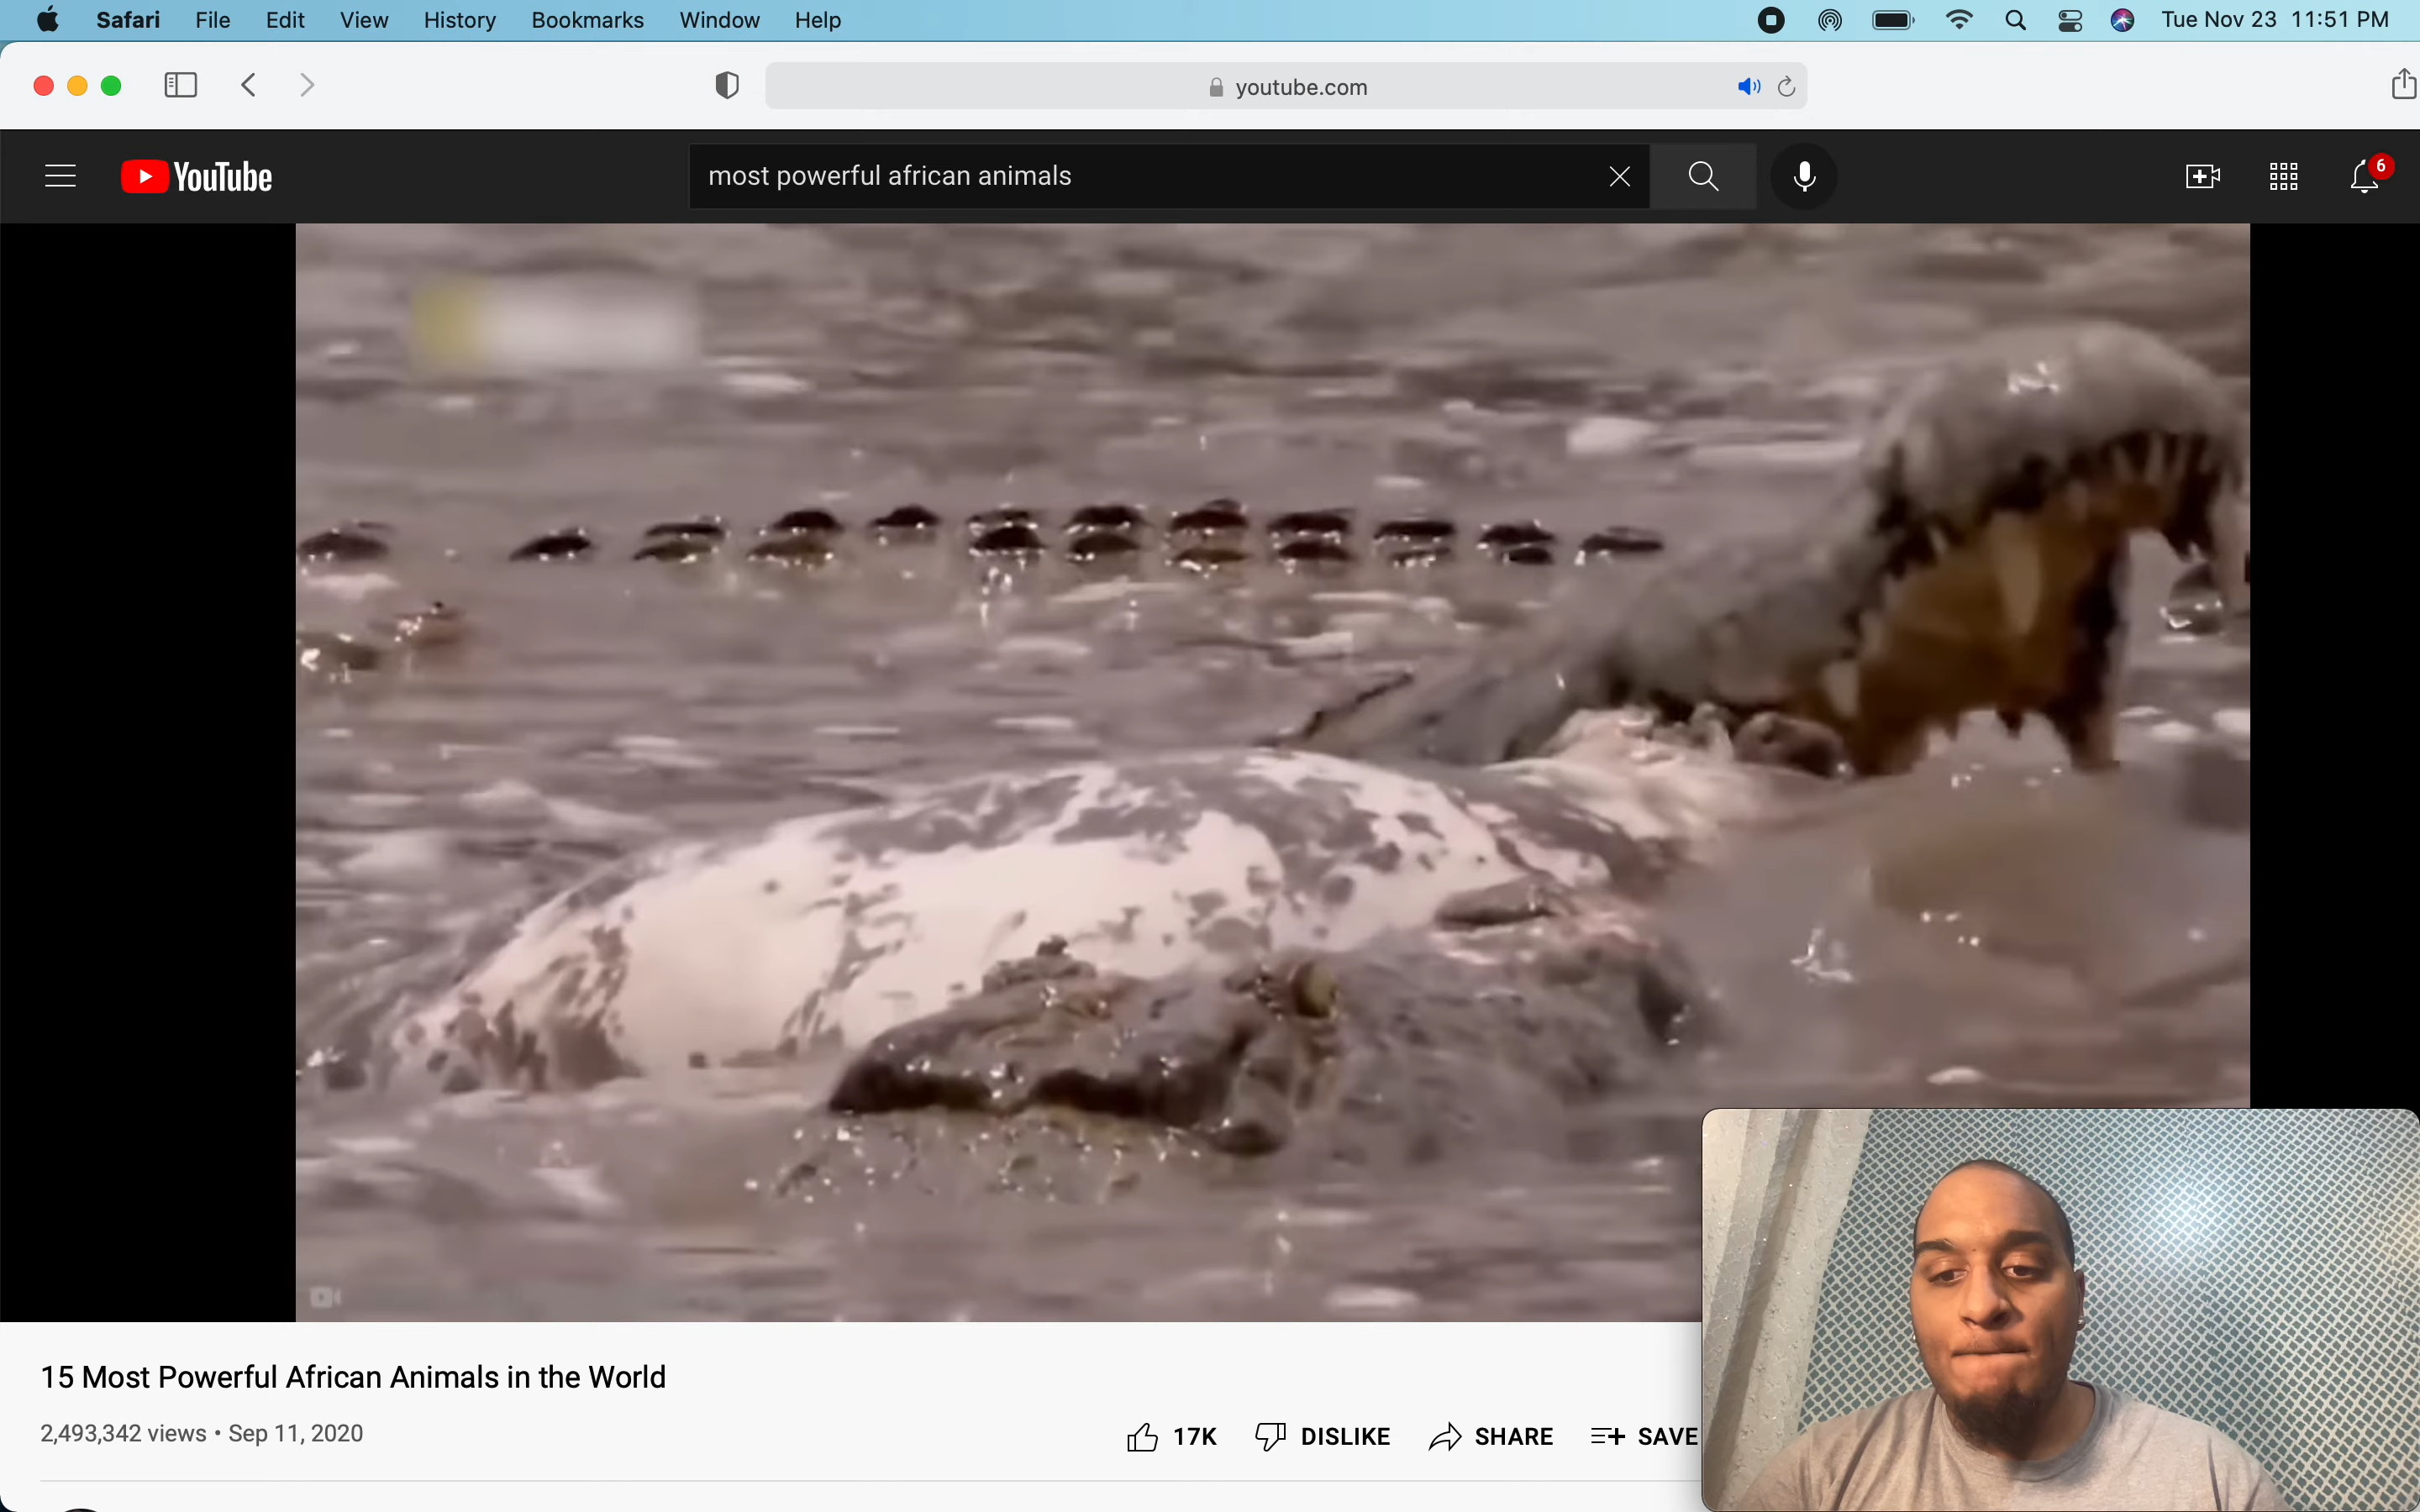 Safari File Edit View History Bookmarks Window Help Tue Nov 23 11:51 PM
youtube.com
YouTube most powerful african animals 6
15 Most Powerful African Animals in the World
2,493,342 views • Sep 11, 2020 17K DISLIKE SHARE SAVE